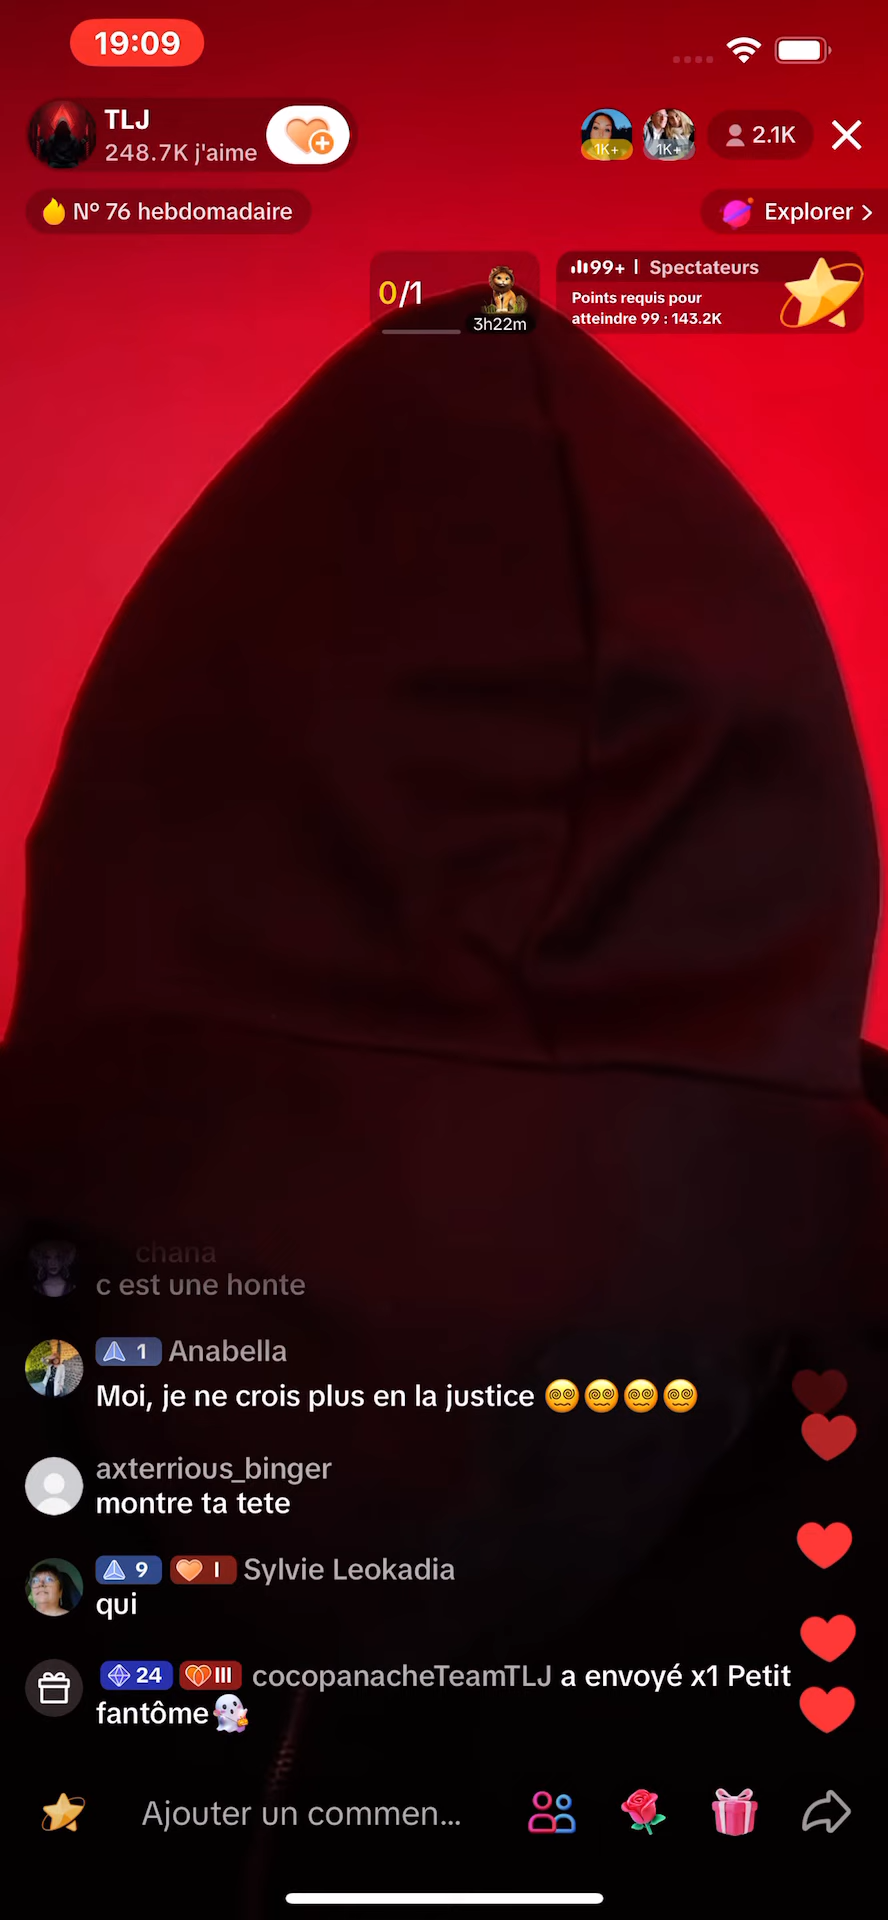 19:09
TLJ
248.7K j'aime
1K+
1K+
2.1K
N° 76 hebdomadaire
Explorer >
0/1
3h22m
99+ | Spectateurs
Points requis pour
atteindre 99 : 143.2K
chana
c est une honte
1 Anabella
Moi, je ne crois plus en la justice 😵‍💫😵‍💫😵‍💫😵‍💫
axterrious_binger
montre ta tete
9 I Sylvie Leokadia
qui
24 III cocopanacheTeamTLJ a envoyé x1 Petit
fantôme
Ajouter un commen...